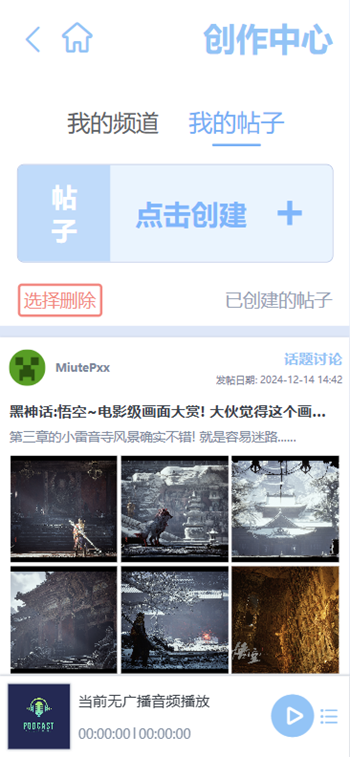 创作中心
我的频道 我的帖子
帖子
点击创建 +
选择删除 已创建的帖子
MiutePxx
话题讨论
发帖日期: 2024-12-14 14:42
黑神话:悟空~电影级画面大赏! 大伙觉得这个画...
第三章的小雷音寺风景确实不错! 就是容易迷路......
悟空
当前无广播音频播放
PODCAST
00:00:00 | 00:00:00